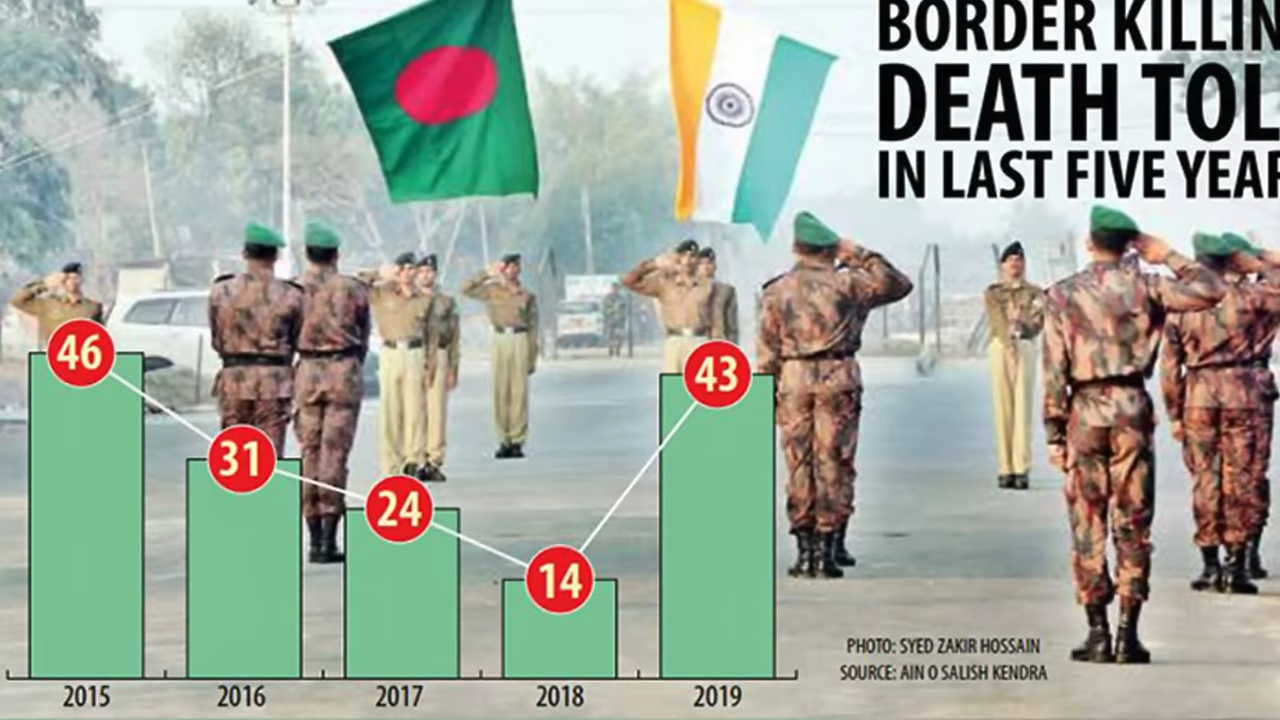 BORDER KILLIN
DEATH TOL
IN LAST FIVE YEAR
46
31
24
14
43
2015 2016 2017 2018 2019
PHOTO: SYED ZAKIR HOSSAIN
SOURCE: AIN O SALISH KENDRA